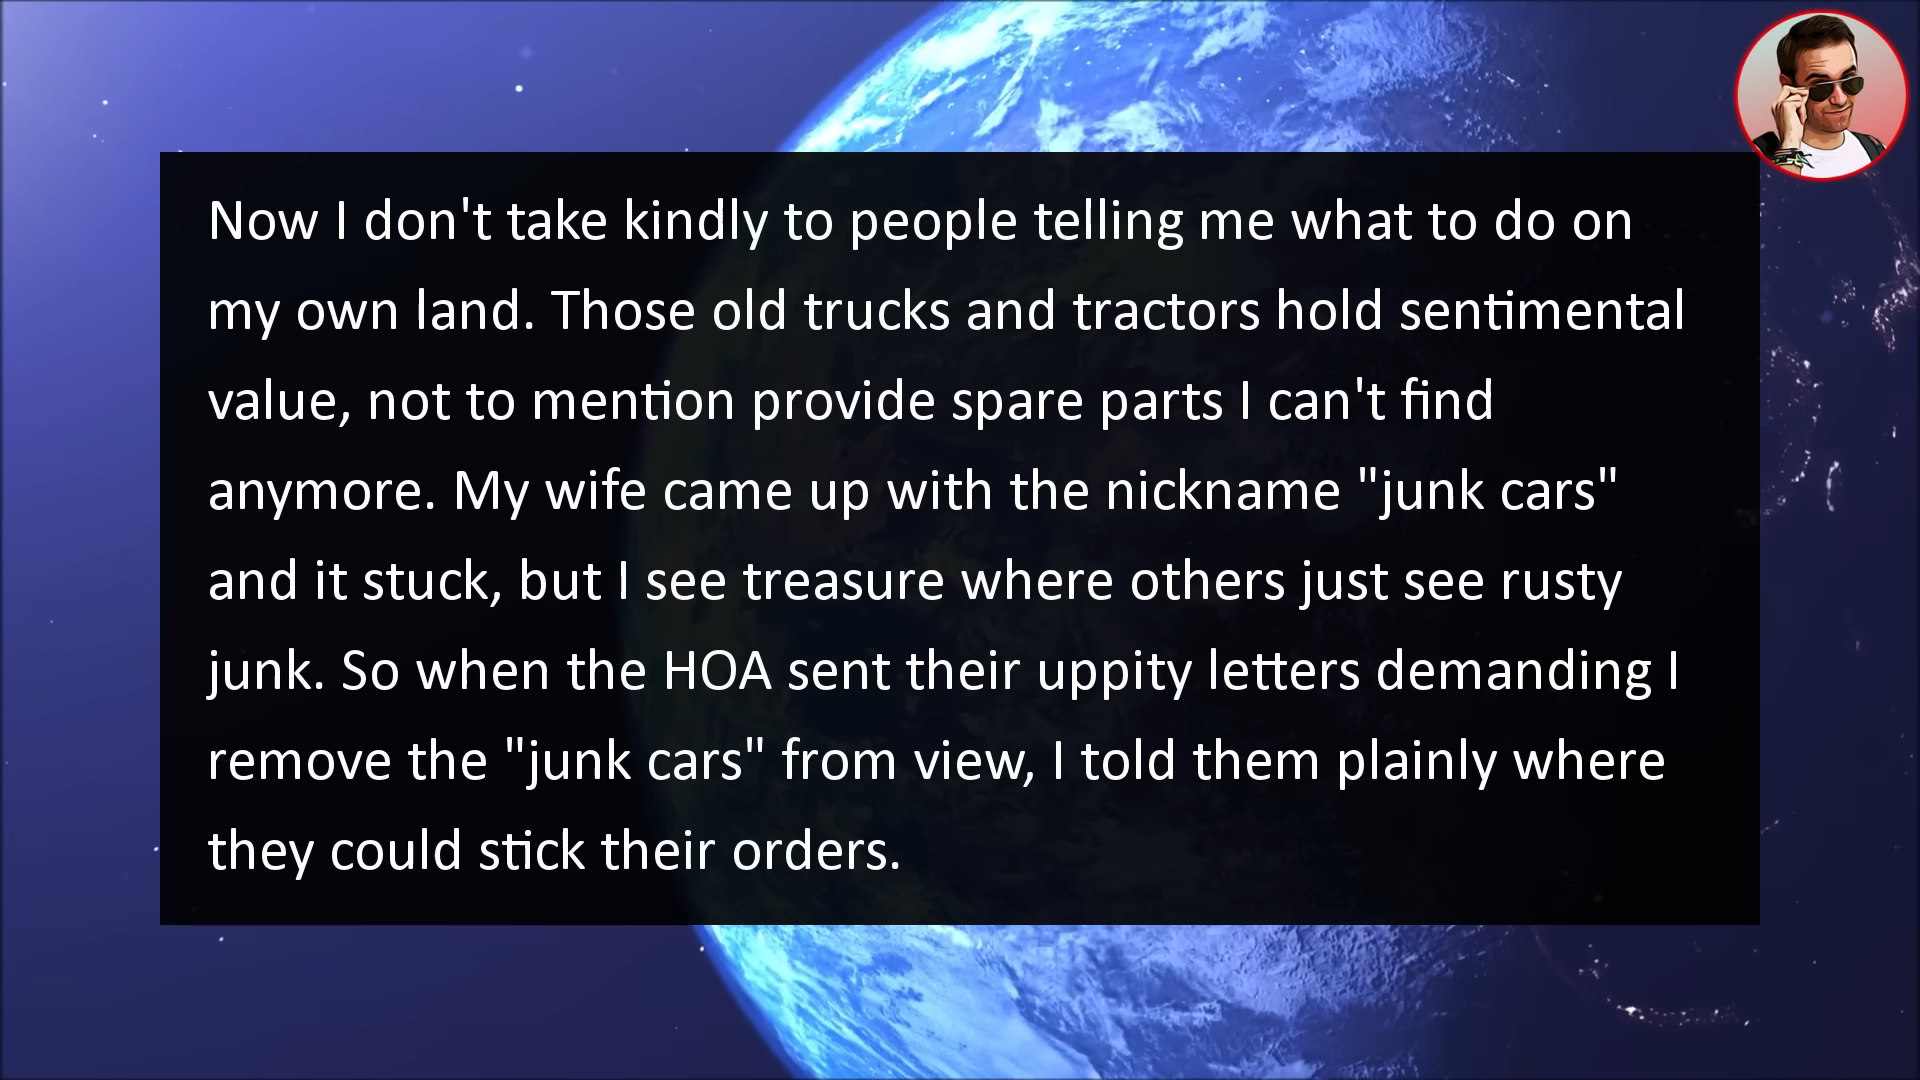 Now I don't take kindly to people telling me what to do on
my own land. Those old trucks and tractors hold sentimental
value, not to mention provide spare parts I can't find
anymore. My wife came up with the nickname "junk cars"
and it stuck, but I see treasure where others just see rusty
junk. So when the HOA sent their uppity letters demanding I
remove the "junk cars" from view, I told them plainly where
they could stick their orders.